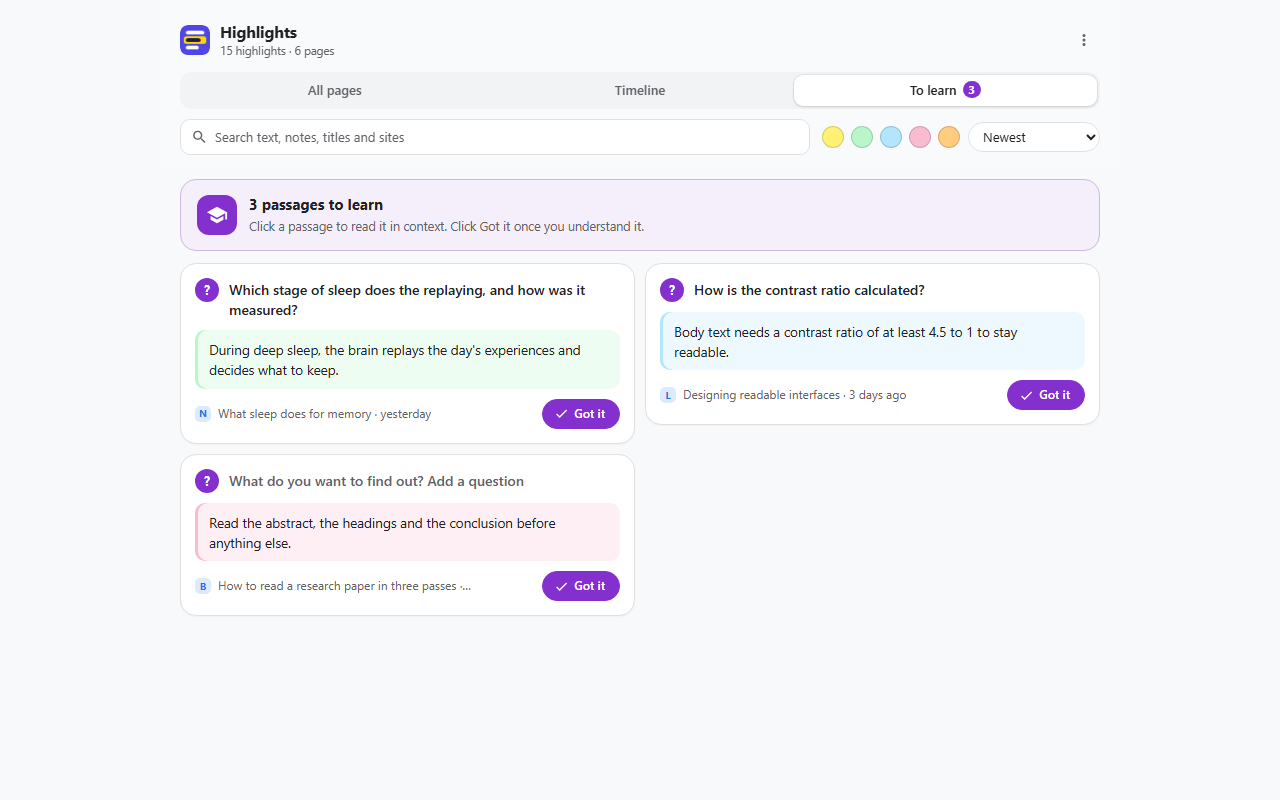 Highlights
15 highlights · 6 pages
All pages
Timeline
To learn 3
Search text, notes, titles and sites
Newest
3 passages to learn
Click a passage to read it in context. Click Got it once you understand it.
? Which stage of sleep does the replaying, and how was it
measured?
During deep sleep, the brain replays the day's experiences and
decides what to keep.
N What sleep does for memory · yesterday
Got it
? How is the contrast ratio calculated?
Body text needs a contrast ratio of at least 4.5 to 1 to stay
readable.
L Designing readable interfaces · 3 days ago
Got it
? What do you want to find out? Add a question
Read the abstract, the headings and the conclusion before
anything else.
B How to read a research paper in three passes ·...
Got it